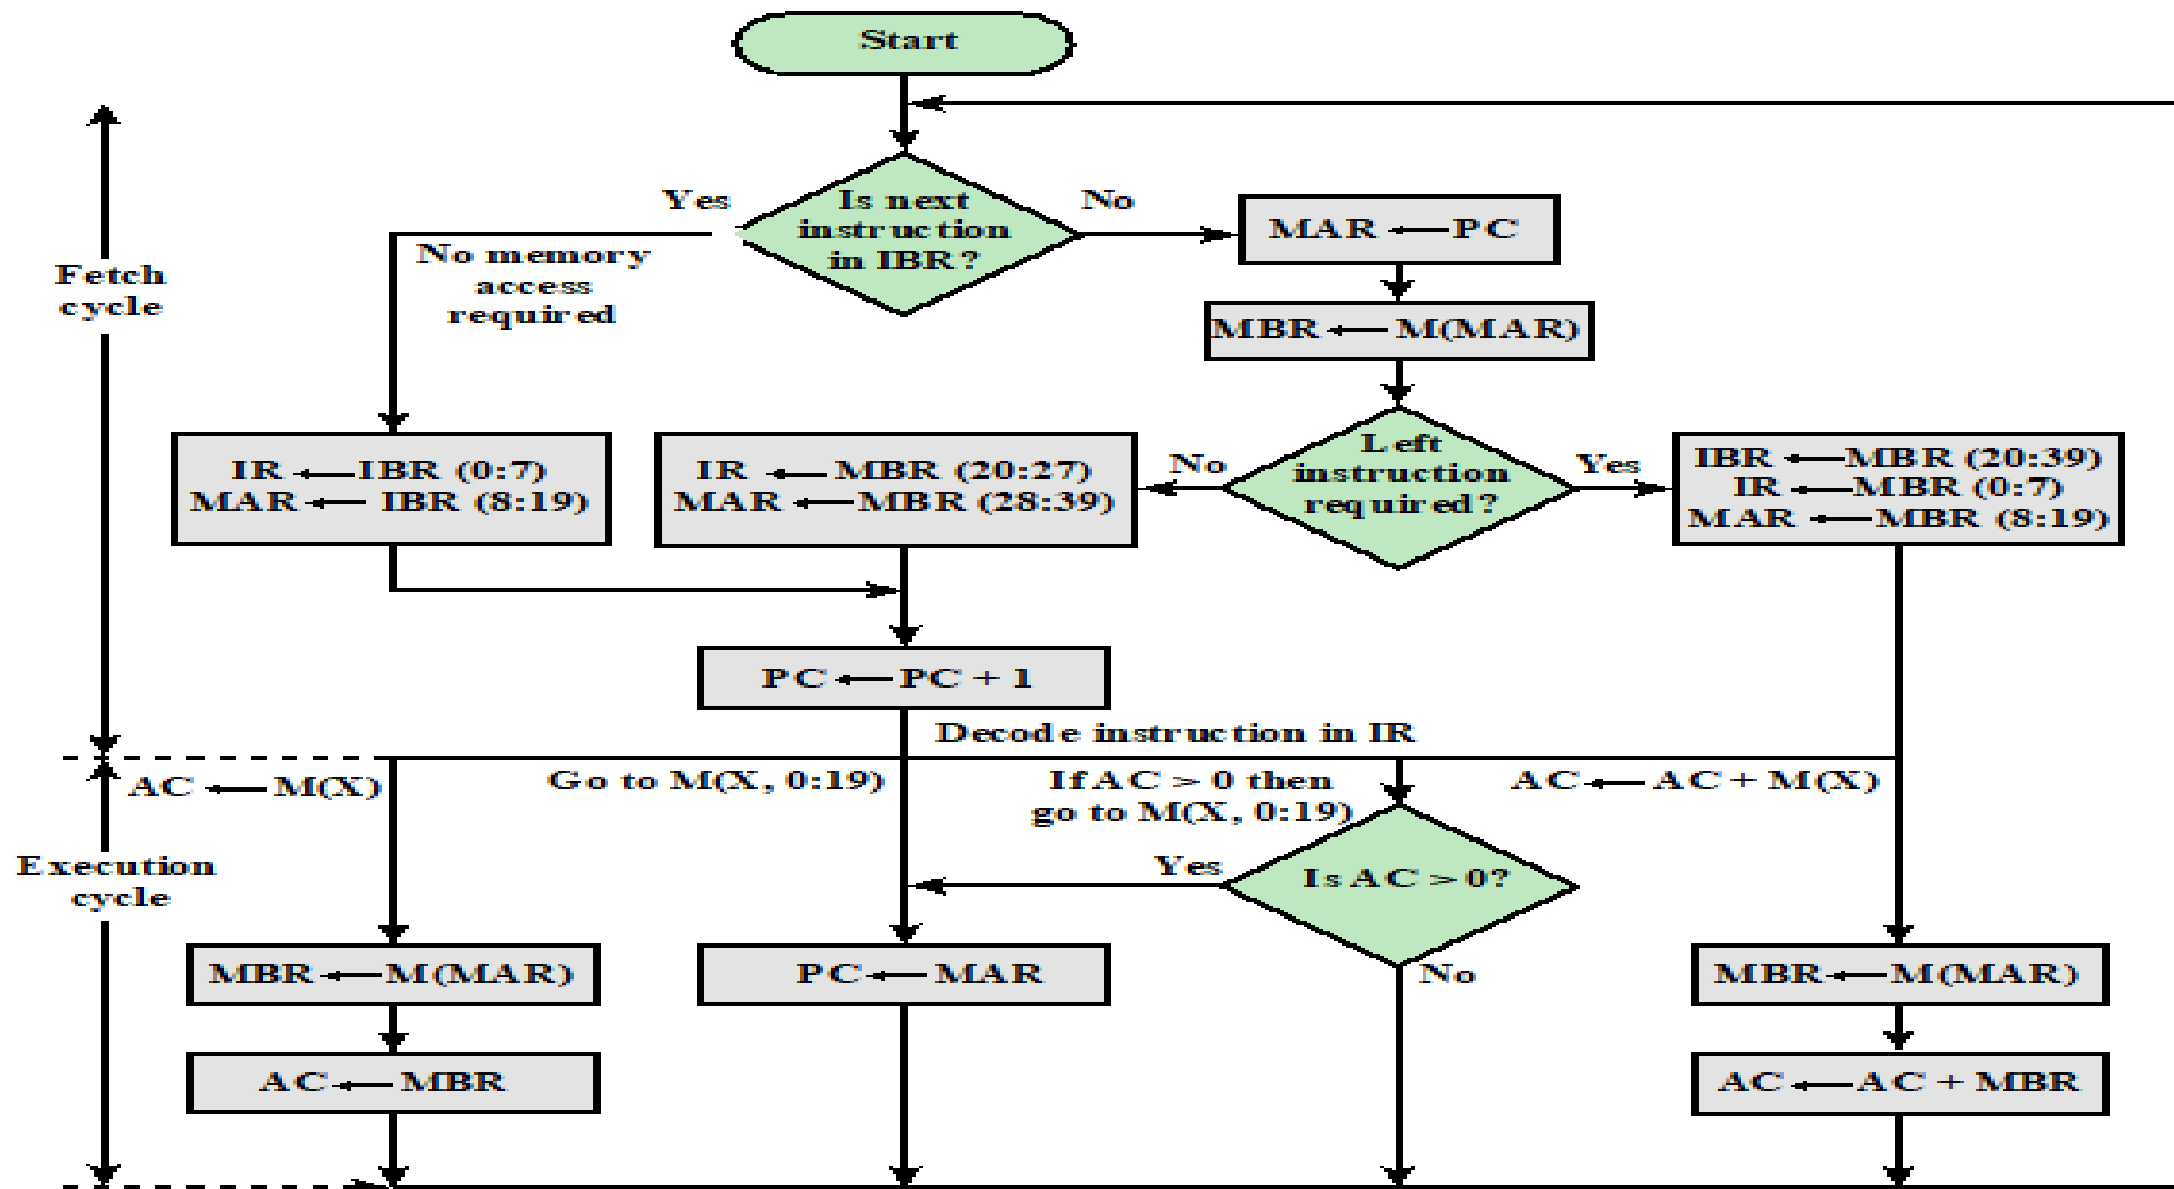 Start
Yes
Is next
instruction
in IBR?
No
MAR ← PC
No memory
access
required
Fetch
cycle
MBR ← M(MAR)
IR ← IBR (0:7)
MAR ← IBR (8:19)
IR ← MBR (20:27)
MAR ← MBR (28:39)
No
Left
instruction
required?
Yes
IBR ← MBR (20:39)
IR ← MBR (0:7)
MAR ← MBR (8:19)
PC ← PC + 1
Decode instruction in IR
AC ← M(X)
Go to M(X, 0:19)
If AC > 0 then
go to M(X, 0:19)
AC ← AC + M(X)
Execution
cycle
Yes
Is AC > 0?
No
MBR ← M(MAR)
PC ← MAR
MBR ← M(MAR)
AC ← MBR
AC ← AC + MBR